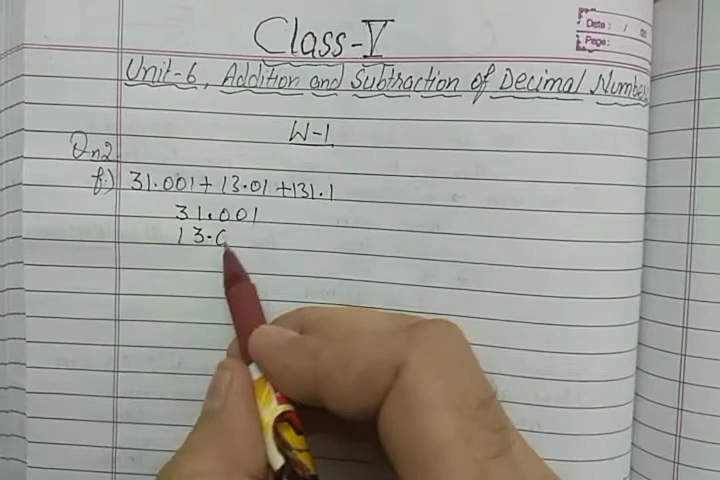 Date: /
Page:
Class-V
Unit-6, Addition and Subtraction of Decimal Number
W-1
Qn2
f.) 31.001 + 13.01 + 131.1
31.001
13.0